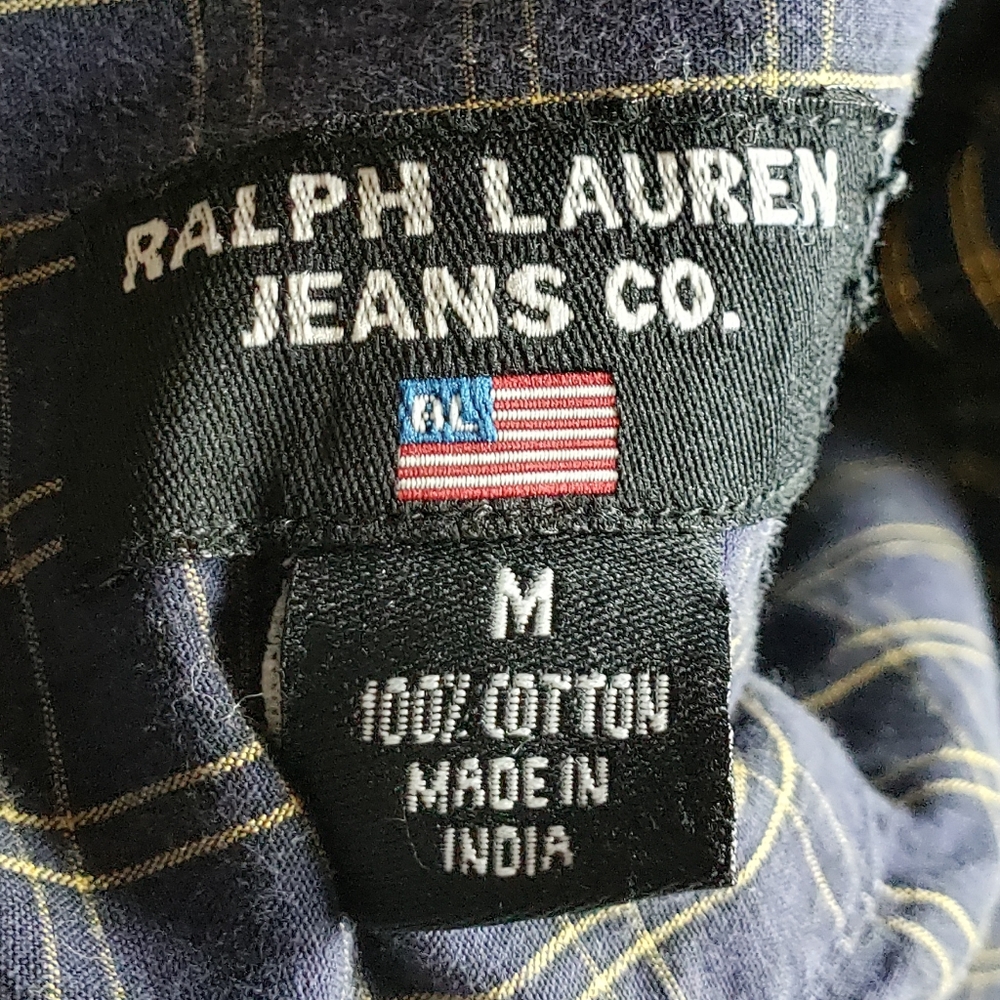 RALPH LAUREN
JEANS CO.
RL
M
100% COTTON
MADE IN
INDIA